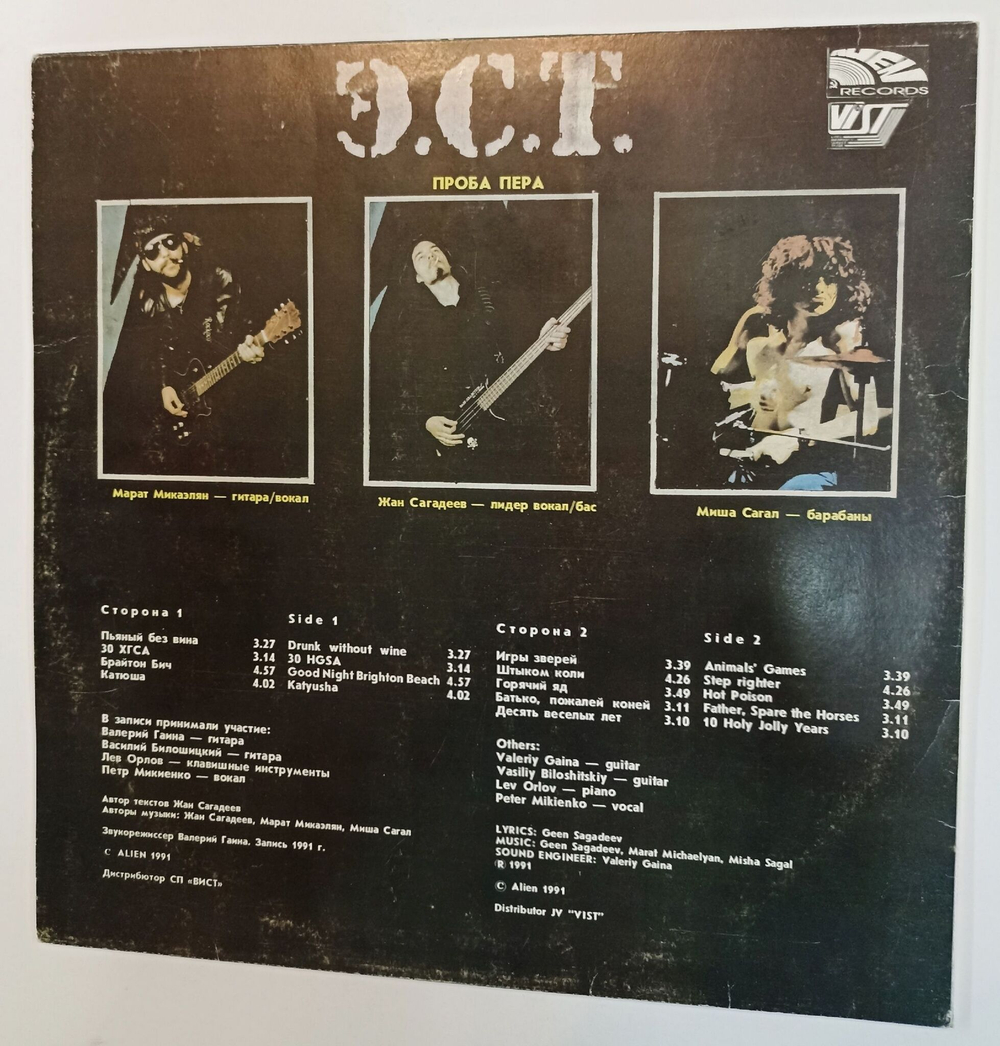 Э.С.Т.
RECORDS
ViST
ПРОБА ПЕРА
Марат Микаэлян — гитара/вокал
Жан Сагадеев — лидер вокал/бас
Миша Сагал — барабаны
Сторона 1
Пьяный без вина 3.27
30 ХГСА 3.14
Брайтон Бич 4.57
Катюша 4.02
Side 1
Drunk without wine 3.27
30 HGSA 3.14
Good Night Brighton Beach 4.57
Katyusha 4.02
В записи принимали участие:
Валерий Гаина — гитара
Василий Билошицкий — гитара
Лев Орлов — клавишные инструменты
Петр Микиенко — вокал
Автор текстов Жан Сагадеев
Авторы музыки: Жан Сагадеев, Марат Микаэлян, Миша Сагал
Звукорежиссер Валерий Гаина. Запись 1991 г.
© ALIEN 1991
Дистрибютор СП «ВИСТ»
Сторона 2
Игры зверей 3.39
Штыком коли 4.26
Горячий яд 3.49
Батько, пожалей коней 3.11
Десять веселых лет 3.10
Side 2
Animals' Games 3.39
Step righter 4.26
Hot Poison 3.49
Father, Spare the Horses 3.11
10 Holy Jolly Years 3.10
Others:
Valeriy Gaina — guitar
Vasiliy Biloshitskiy — guitar
Lev Orlov — piano
Peter Mikienko — vocal
LYRICS: Geen Sagadeev
MUSIC: Geen Sagadeev, Marat Michaelyan, Misha Sagal
SOUND ENGINEER: Valeriy Gaina
® 1991
© Alien 1991
Distributor JV "VIST"